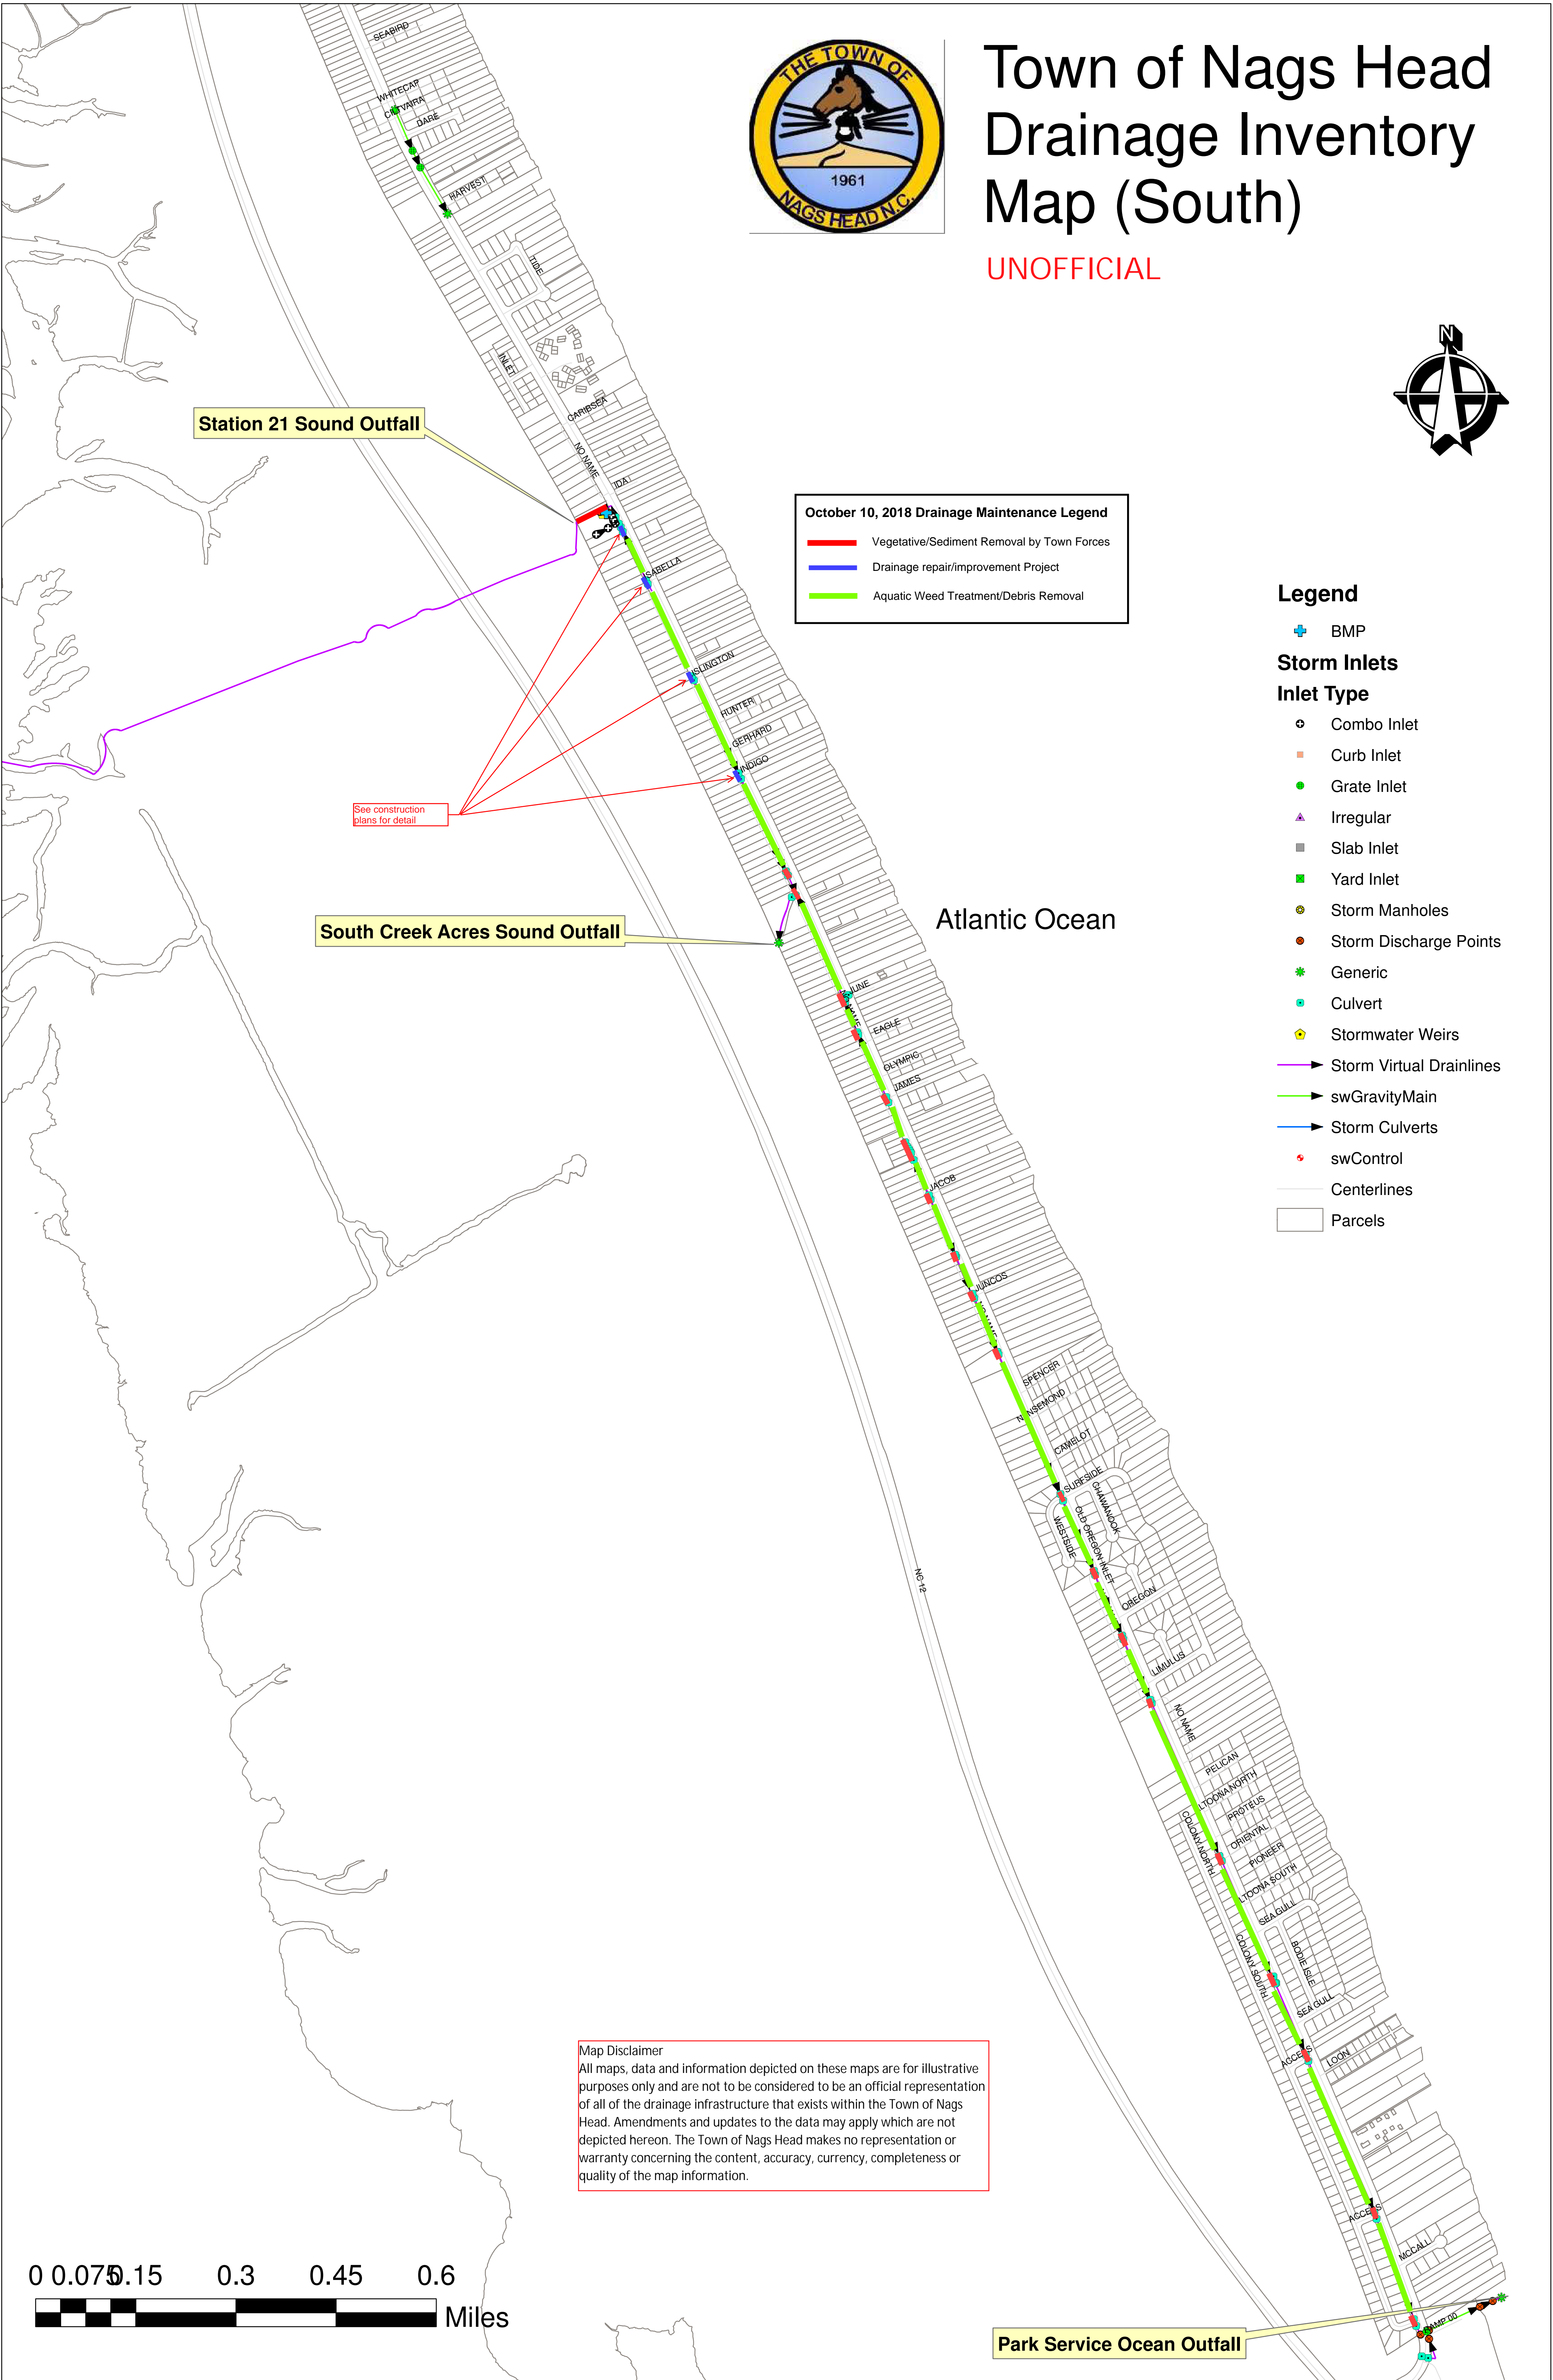 THE TOWN OF
1961
NAGS HEAD N.C.
Town of Nags Head
Drainage Inventory
Map (South)
UNOFFICIAL
N
SEABIRD
WHITECAP
DARE
HARVEST
TIDE
INLET
CARIBSEA
NO NAME
IDA
Station 21 Sound Outfall
October 10, 2018 Drainage Maintenance Legend
Vegetative/Sediment Removal by Town Forces
Drainage repair/improvement Project
Aquatic Weed Treatment/Debris Removal
Legend
BMP
Storm Inlets
Inlet Type
Combo Inlet
Curb Inlet
Grate Inlet
Irregular
Slab Inlet
Yard Inlet
Storm Manholes
Storm Discharge Points
Generic
Culvert
Stormwater Weirs
Storm Virtual Drainlines
swGravityMain
Storm Culverts
swControl
Centerlines
Parcels
ISABELLA
ISLINGTON
HUNTER
GERHARD
INDIGO
See construction
plans for detail
South Creek Acres Sound Outfall
Atlantic Ocean
JUNE
EAGLE
OLYMPIC
JAMES
JACOB
JUNCOS
SPENCER
NANSEMOND
CAMELOT
SURFSIDE
CHAWANOOK
OLD OREGON INLET
WESTSIDE
NC 12
OREGON
LIMULUS
NO NAME
PELICAN
LTOONA NORTH
PROTEUS
COLONY NORTH
ORIENTAL
PIONEER
LTOONA SOUTH
SEA GULL
COLONY SOUTH
BODIE ISLE
SEA GULL
ACCESS
LOON
Map Disclaimer
All maps, data and information depicted on these maps are for illustrative
purposes only and are not to be considered to be an official representation
of all of the drainage infrastructure that exists within the Town of Nags
Head. Amendments and updates to the data may apply which are not
depicted hereon. The Town of Nags Head makes no representation or
warranty concerning the content, accuracy, currency, completeness or
quality of the map information.
ACCESS
MCCALL
0 0.075 0.15 0.3 0.45 0.6
Miles
Park Service Ocean Outfall